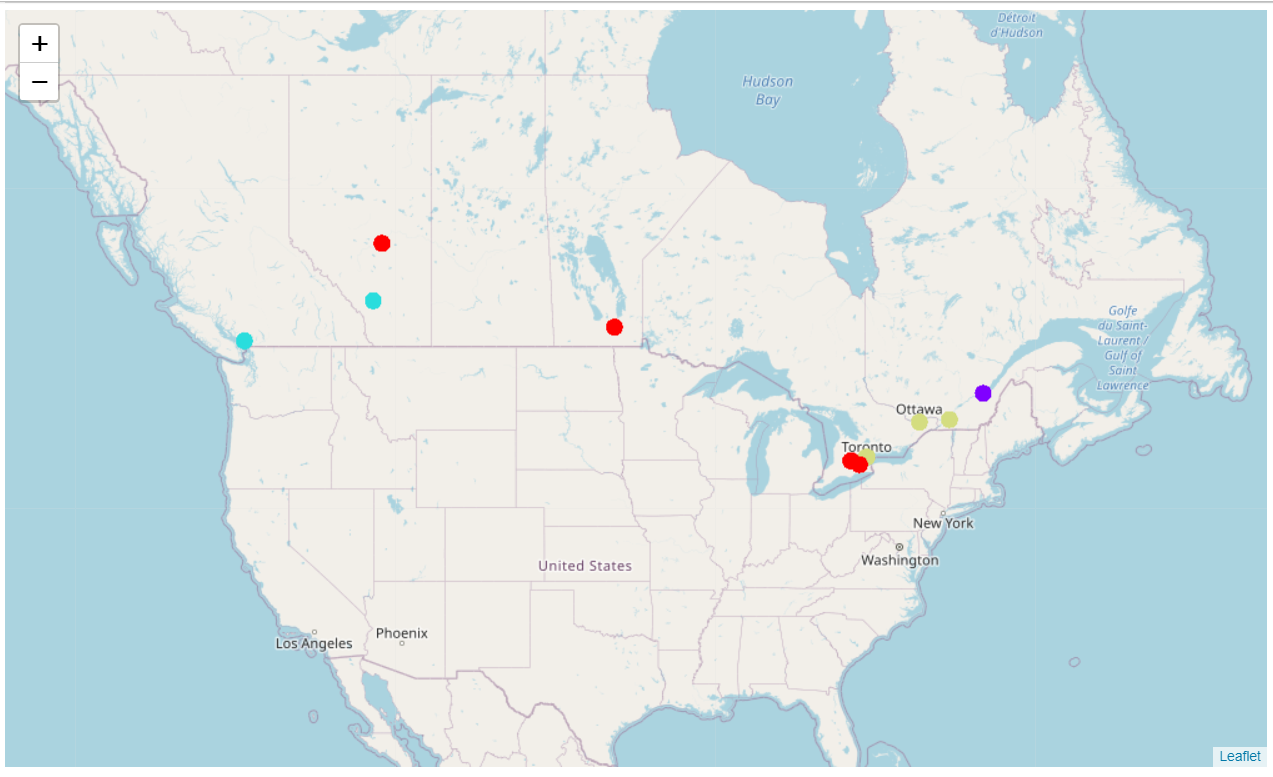 +
−
Détroit
d'Hudson
Hudson
Bay
Golfe
du Saint-
Laurent /
Gulf of
Saint
Lawrence
Ottawa
Toronto
New York
Washington
United States
Los Angeles
Phoenix
Leaflet